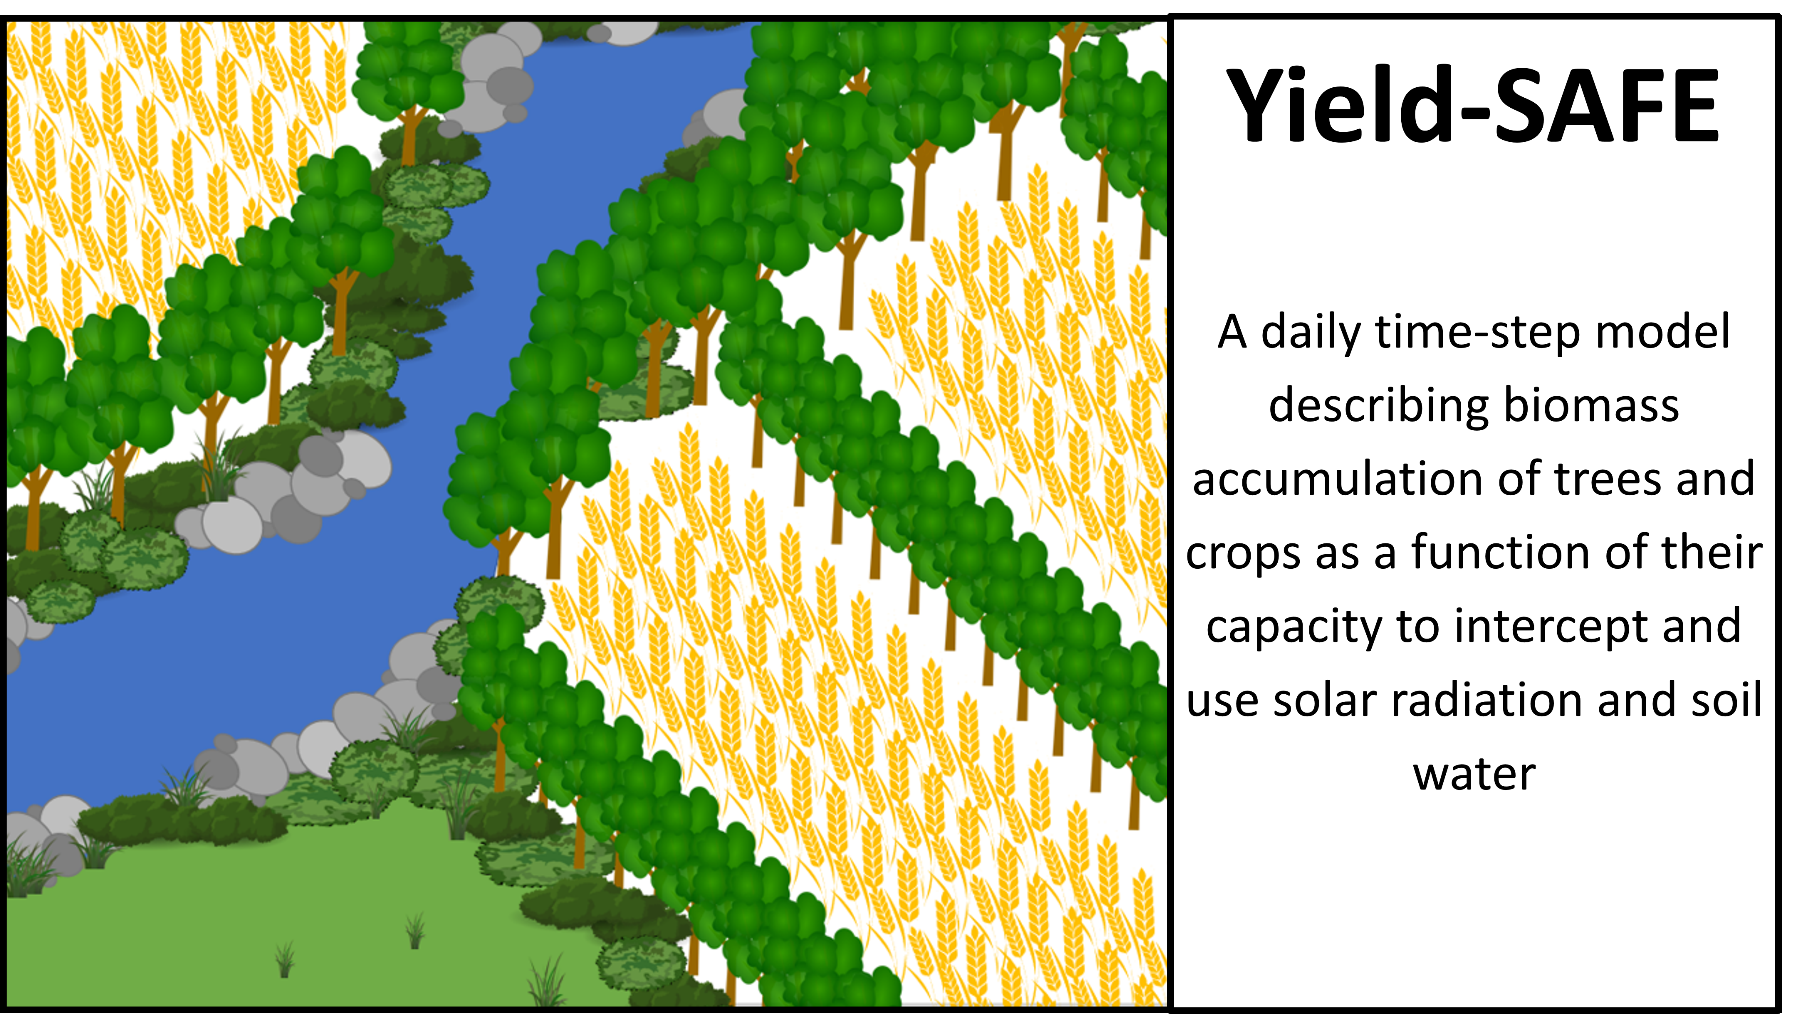 Yield-SAFE
A daily time-step model
describing biomass
accumulation of trees and
crops as a function of their
capacity to intercept and
use solar radiation and soil
water